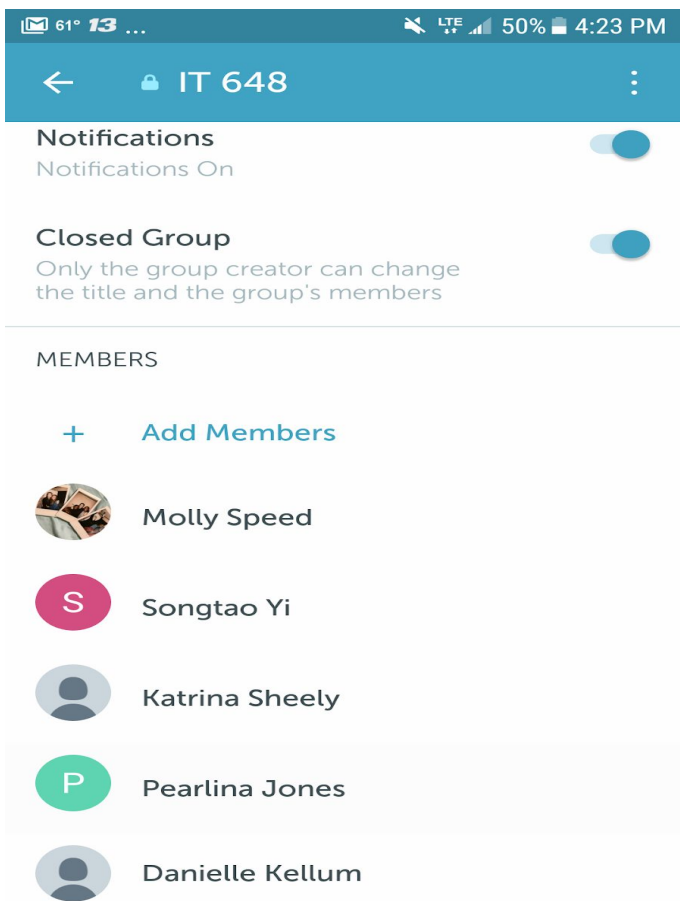 61° 13 ... LTE 50% 4:23 PM
IT 648
Notifications
Notifications On
Closed Group
Only the group creator can change
the title and the group's members
MEMBERS
+ Add Members
Molly Speed
S Songtao Yi
Katrina Sheely
P Pearlina Jones
Danielle Kellum